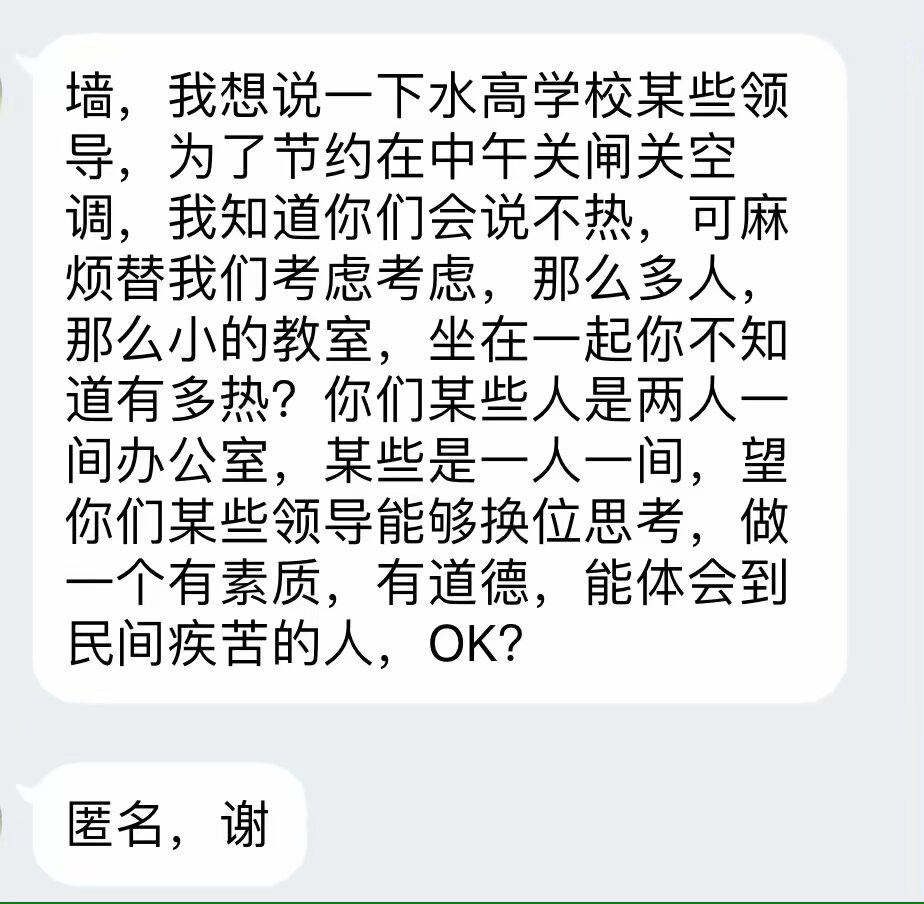 墙，我想说一下水高学校某些领
导，为了节约在中午关闸关空
调，我知道你们会说不热，可麻
烦替我们考虑考虑，那么多人，
那么小的教室，坐在一起你不知
道有多热？你们某些人是两人一
间办公室，某些是一人一间，望
你们某些领导能够换位思考，做
一个有素质，有道德，能体会到
民间疾苦的人，OK？
匿名，谢